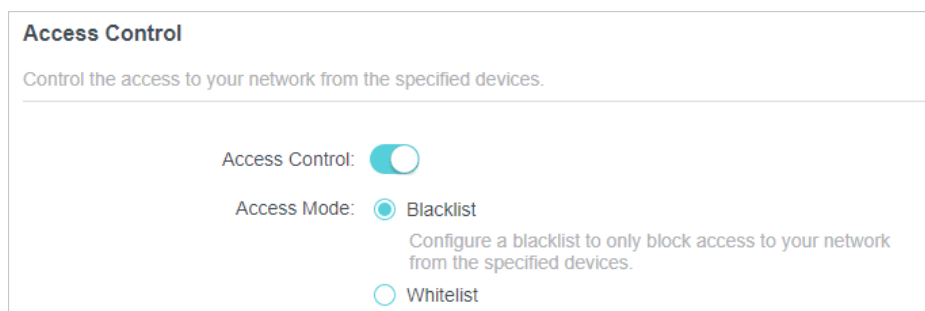 Access Control
Control the access to your network from the specified devices.
Access Control:
Access Mode: Blacklist
Configure a blacklist to only block access to your network
from the specified devices.
Whitelist